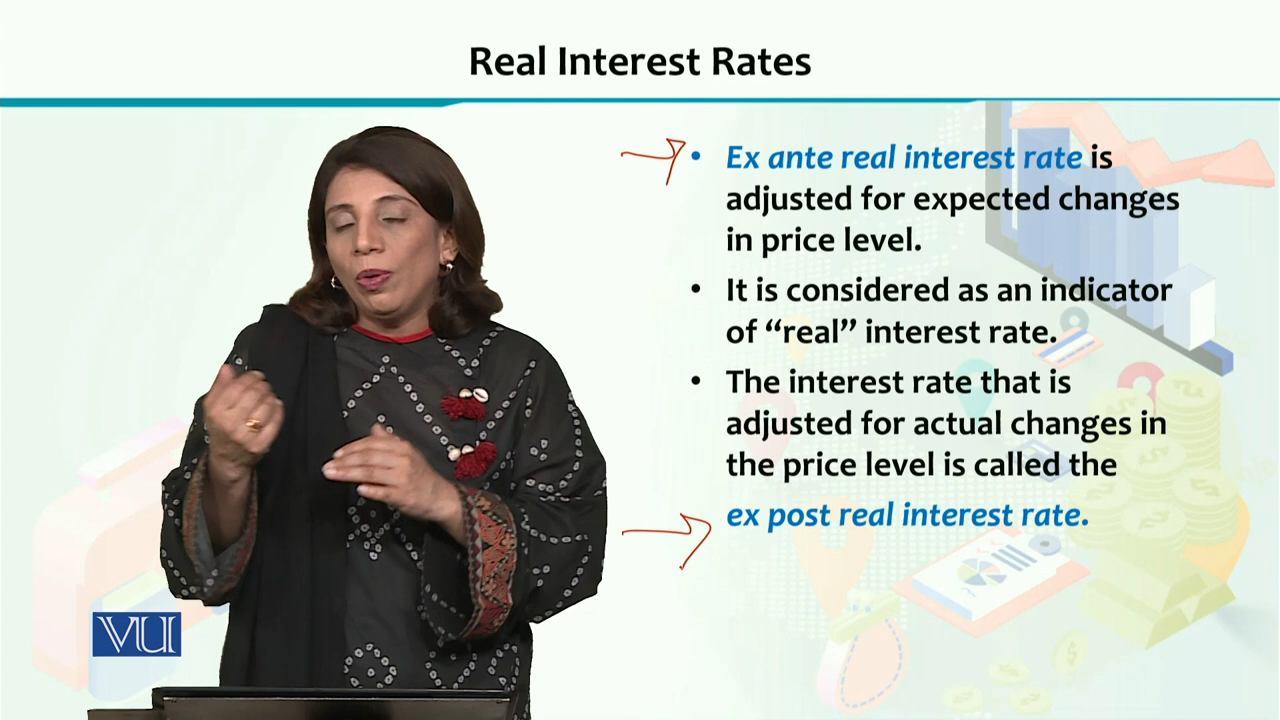 Real Interest Rates
• Ex ante real interest rate is
adjusted for expected changes
in price level.
• It is considered as an indicator
of “real” interest rate.
• The interest rate that is
adjusted for actual changes in
the price level is called the
ex post real interest rate.
VU